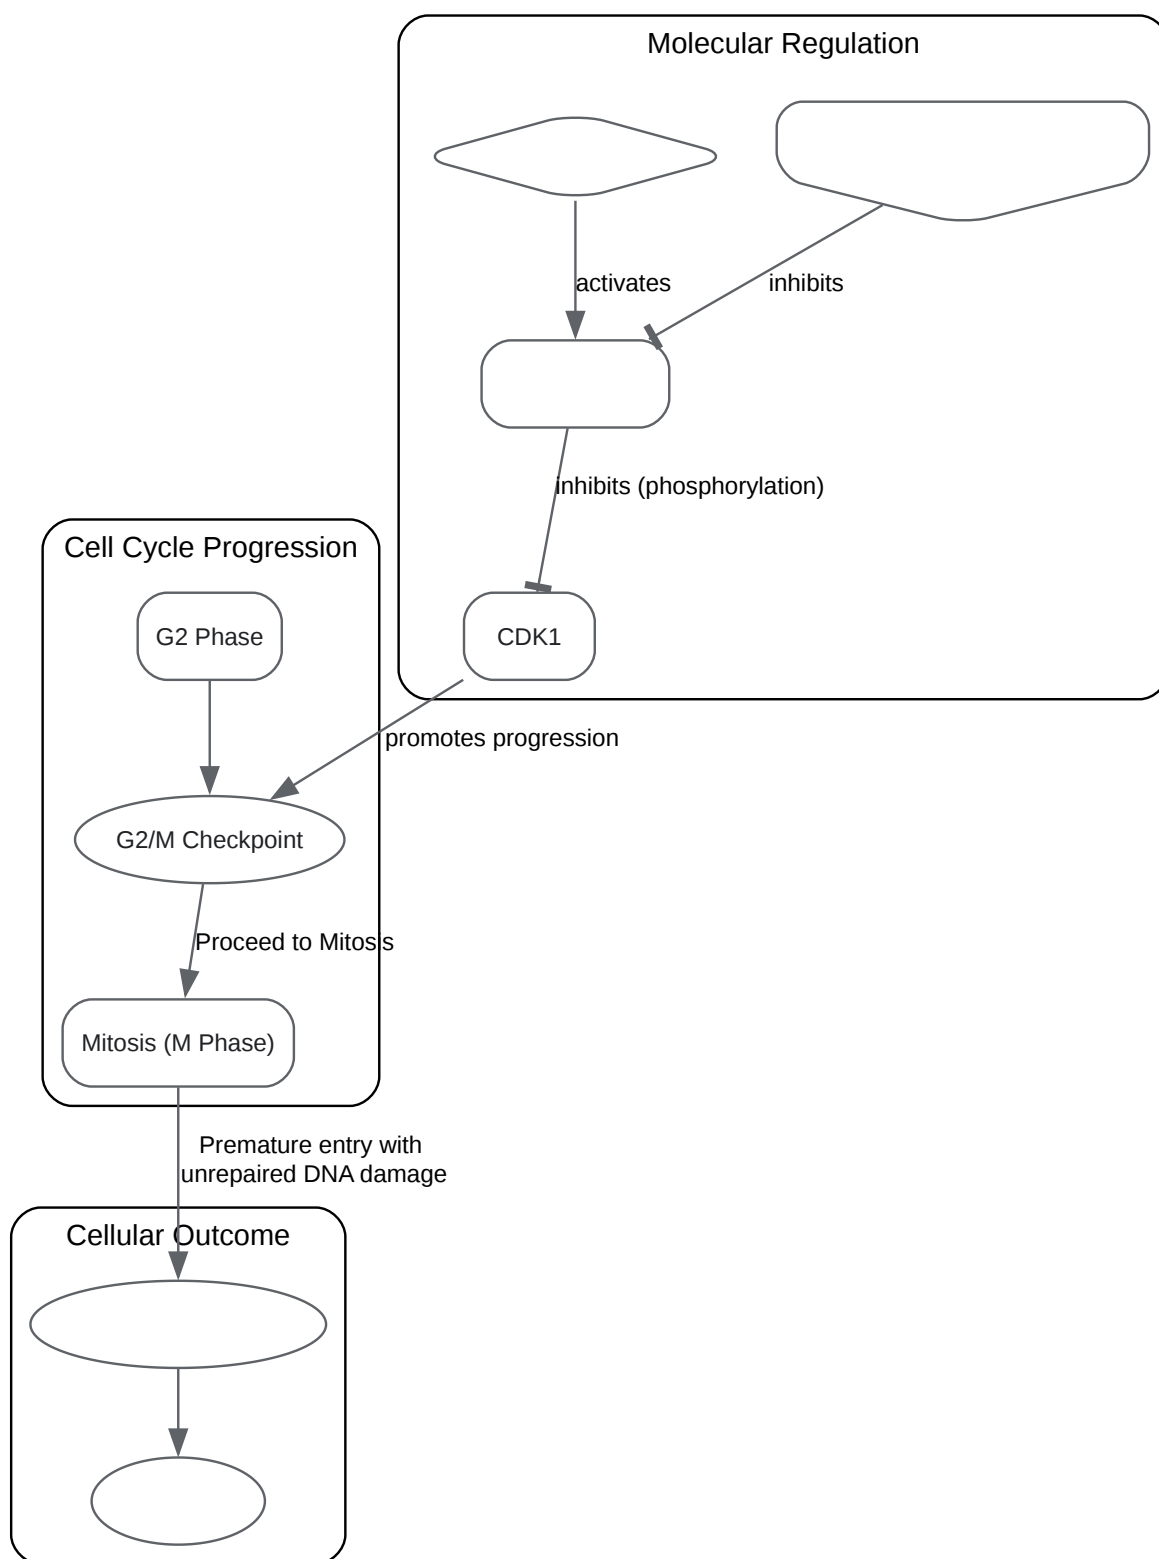 Molecular Regulation
activates
inhibits
inhibits (phosphorylation)
CDK1
promotes progression
Cell Cycle Progression
G2 Phase
G2/M Checkpoint
Proceed to Mitosis
Mitosis (M Phase)
Premature entry with
unrepaired DNA damage
Cellular Outcome